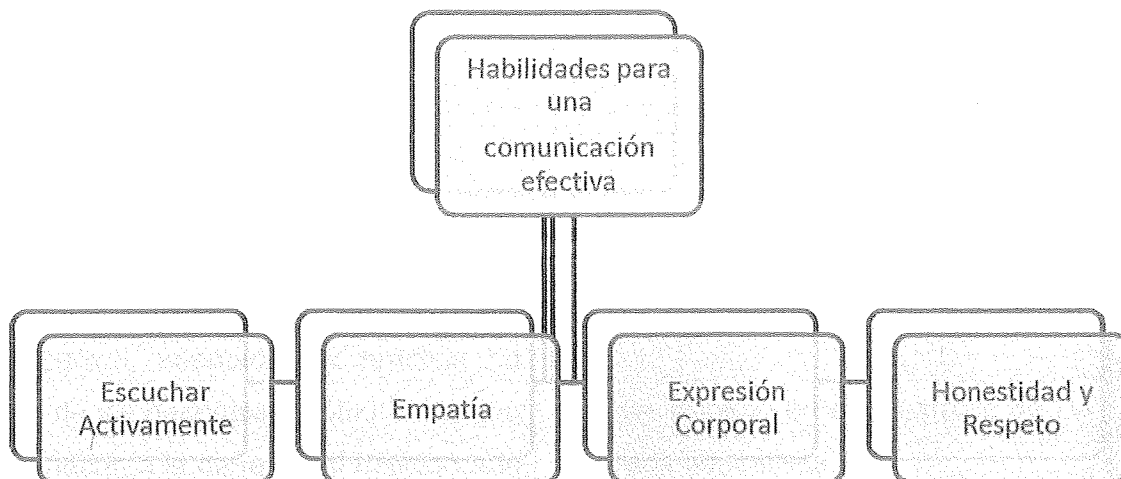 Habilidades para
una
comunicación
efectiva
Escuchar
Activamente
Empatía
Expresión
Corporal
Honestidad y
Respeto